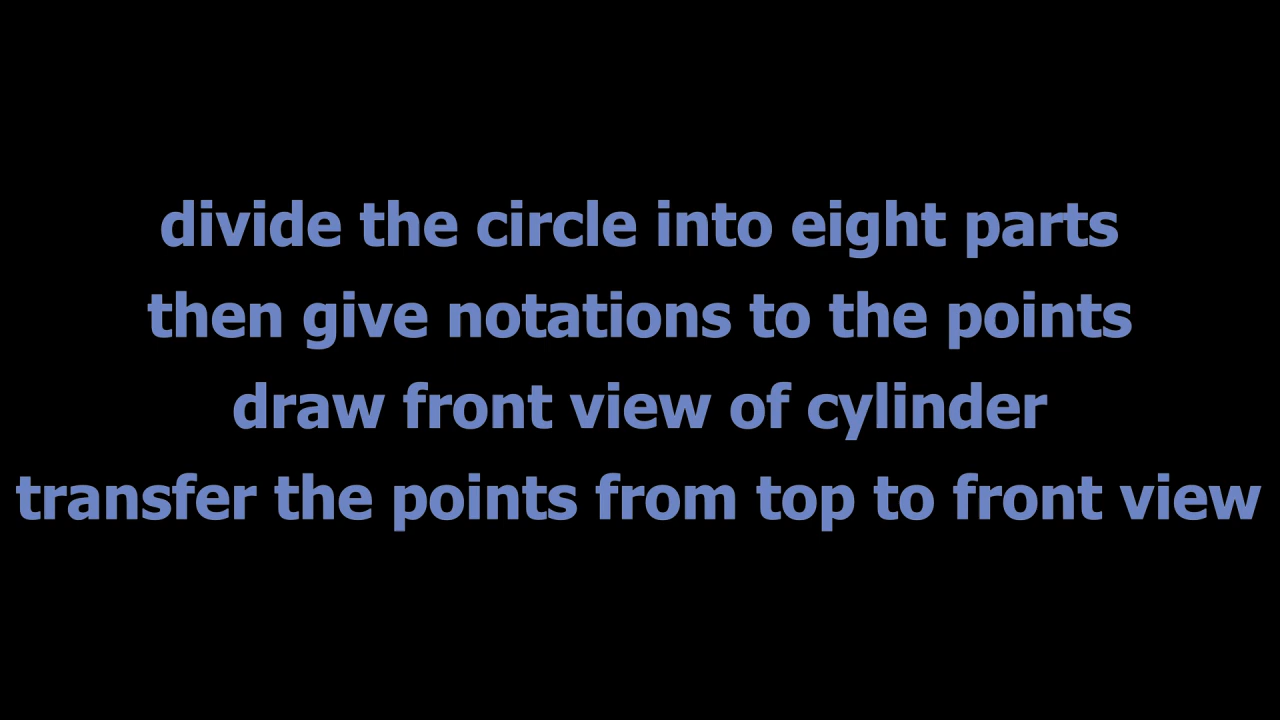 divide the circle into eight parts
then give notations to the points
draw front view of cylinder
transfer the points from top to front view